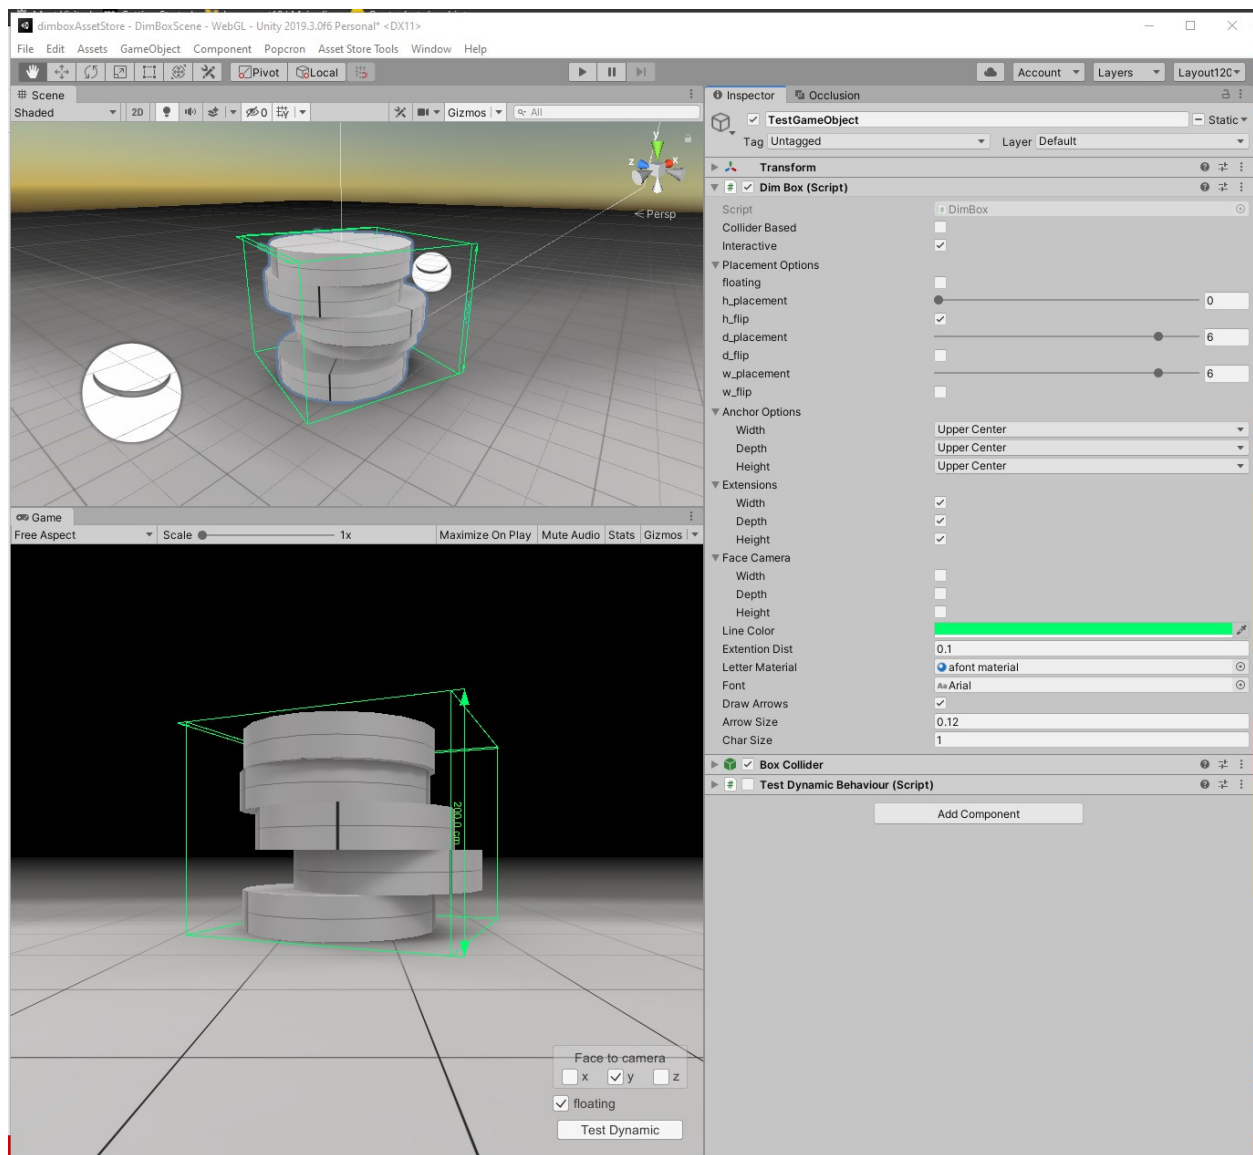 dimboxAssetStore - DimBoxScene - WebGL - Unity 2019.3.0f6 Personal* <DX11>
File Edit Assets GameObject Component Popcron Asset Store Tools Window Help
Pivot Local Account Layers Layout120
# Scene
Shaded 2D 0 Gizmos All
y
z x
Persp
Inspector Occlusion
TestGameObject Static
Tag Untagged Layer Default
Transform
Dim Box (Script)
Script DimBox
Collider Based
Interactive
Placement Options
floating
h_placement 0
h_flip
d_placement 6
d_flip
w_placement 6
w_flip
Anchor Options
Width Upper Center
Depth Upper Center
Height Upper Center
Extensions
Width
Depth
Height
Face Camera
Width
Depth
Height
Line Color
Extention Dist 0.1
Letter Material afont material
Font Aa Arial
Draw Arrows
Arrow Size 0.12
Char Size 1
Box Collider
Test Dynamic Behaviour (Script)
Add Component
Game
Free Aspect Scale 1x Maximize On Play Mute Audio Stats Gizmos
200.0 cm
Face to camera
x y z
floating
Test Dynamic